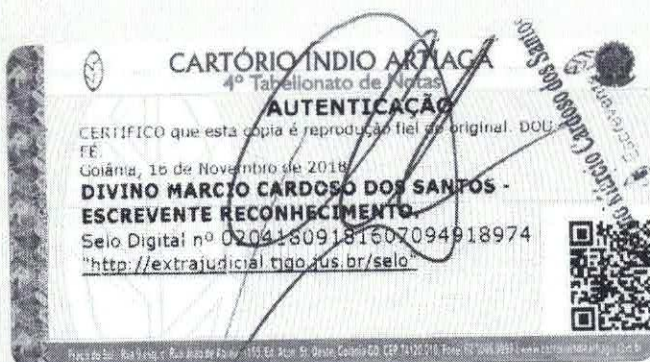 CARTÓRIO ÍNDIO ARTIAGA
4º Tabelionato de Notas
AUTENTICAÇÃO
CERTIFICO que esta cópia é reprodução fiel do original. DOU
FÉ.
Goiânia, 16 de Novembro de 2018
DIVINO MARCIO CARDOSO DOS SANTOS -
ESCREVENTE RECONHECIMENTO.
Selo Digital nº 02041809181607094918974
"http://extrajudicial.tjgo.jus.br/selo"
Márcio Cardoso dos Santos
Escrevente